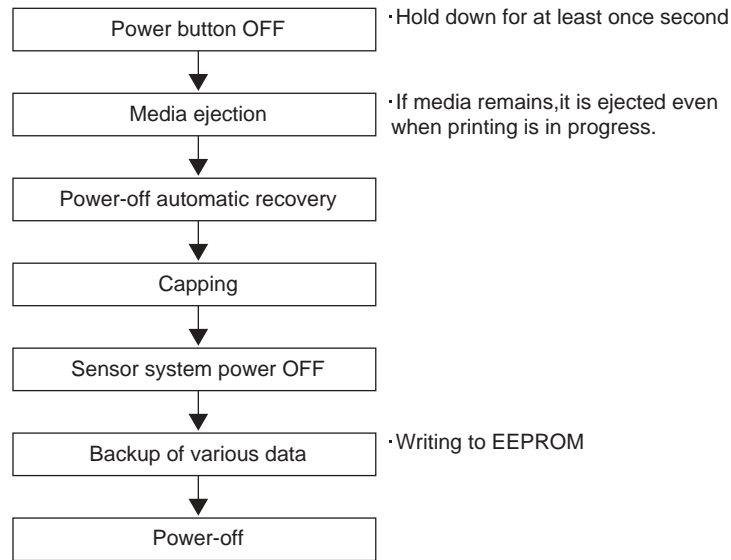 Power button OFF
·Hold down for at least once second
Media ejection
·If media remains,it is ejected even
when printing is in progress.
Power-off automatic recovery
Capping
Sensor system power OFF
Backup of various data
·Writing to EEPROM
Power-off